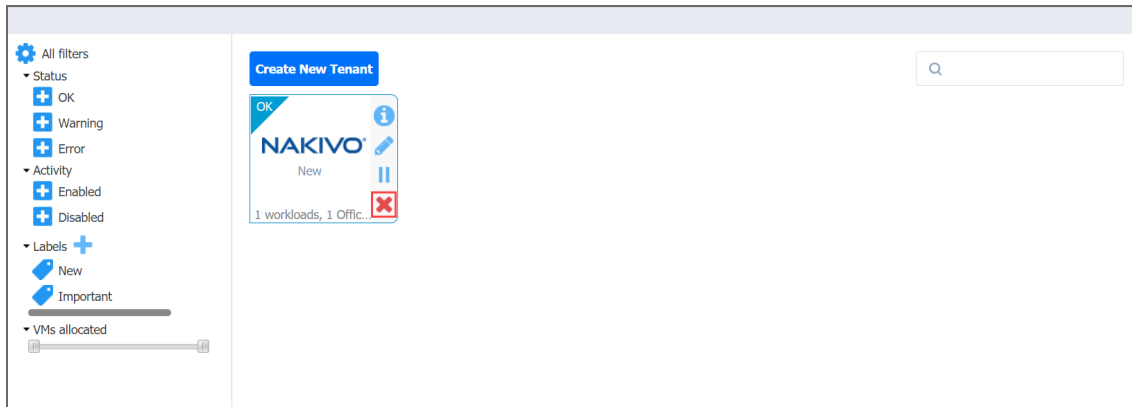 All filters
Status
OK
Warning
Error
Activity
Enabled
Disabled
Labels
New
Important
VMs allocated
Create New Tenant
OK
NAKIVO®
New
1 workloads, 1 Offic...